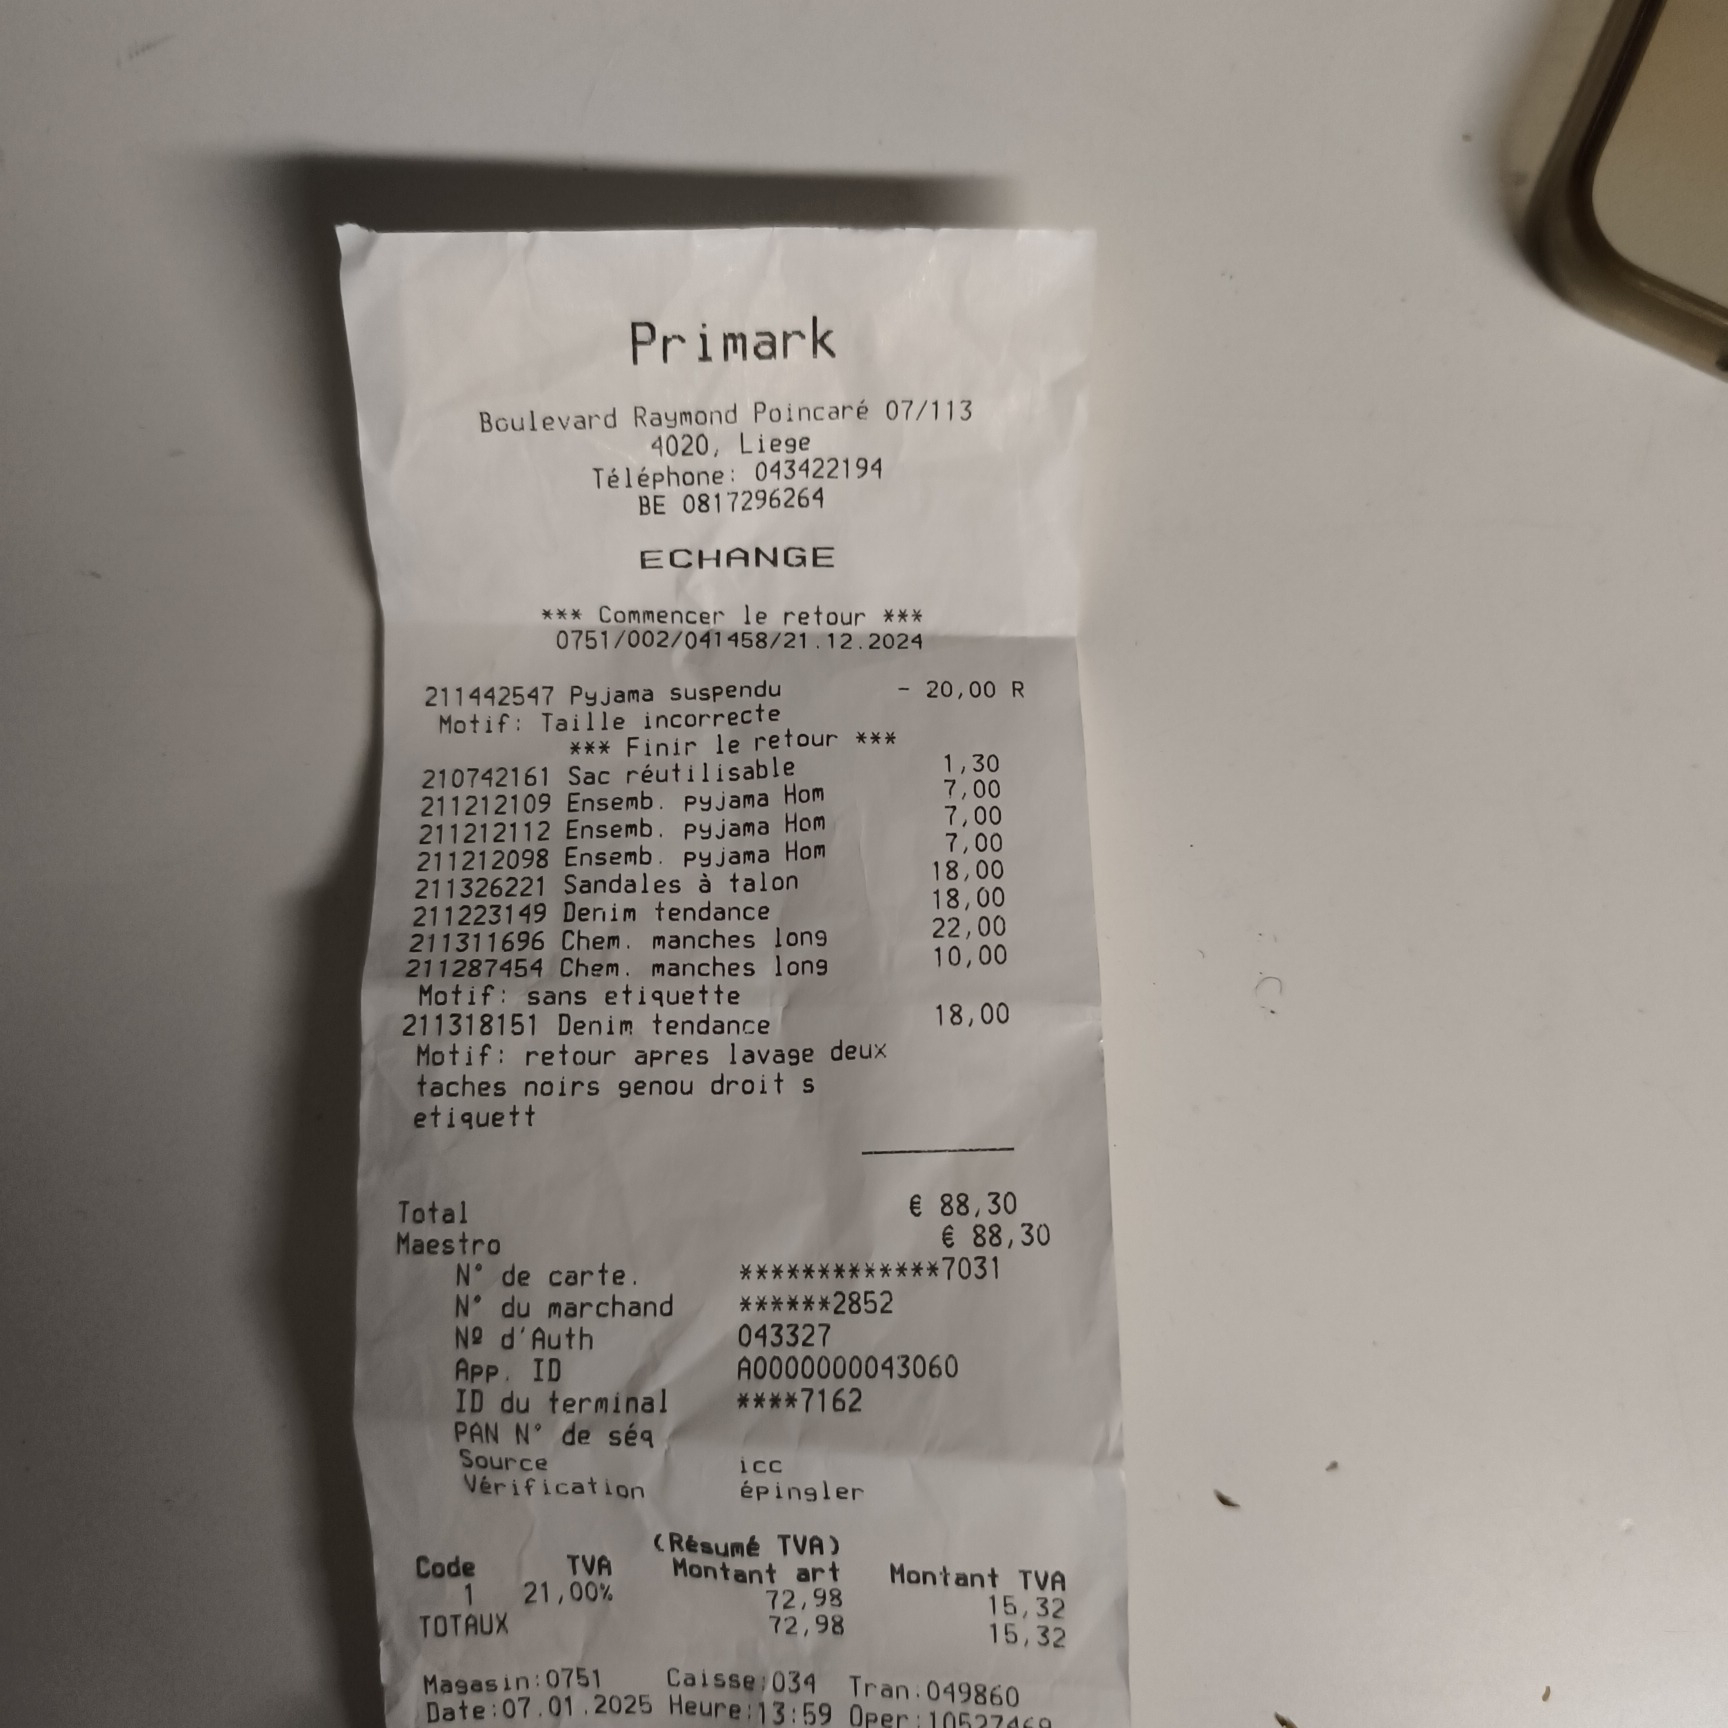 Primark
Boulevard Raymond Poincaré 07/113
4020, Liege
Téléphone: 043422194
BE 0817296264
ECHANGE
*** Commencer le retour ***
0751/002/041458/21.12.2024
211442547 Pyjama suspendu - 20,00 R
Motif: Taille incorrecte
*** Finir le retour ***
210742161 Sac réutilisable 1,30
211212109 Ensemb. pyjama Hom 7,00
211212112 Ensemb. pyjama Hom 7,00
211212098 Ensemb. pyjama Hom 7,00
211326221 Sandales à talon 18,00
211223149 Denim tendance 18,00
211311696 Chem. manches long 22,00
211287454 Chem. manches long 10,00
Motif: sans etiquette
211318151 Denim tendance 18,00
Motif: retour apres lavage deux
taches noirs genou droit s
etiquett
Total € 88,30
Maestro € 88,30
N° de carte. *************7031
N° du marchand ******2852
Nº d'Auth 043327
App. ID A0000000043060
ID du terminal ****7162
PAN N° de séq
Source icc
Vérification épingler
(Résumé TVA)
Code TVA Montant art Montant TVA
1 21,00% 72,98 15,32
TOTAUX 72,98 15,32
Magasin:0751 Caisse:034 Tran:049860
Date:07.01.2025 Heure:13:59 Oper:10527469